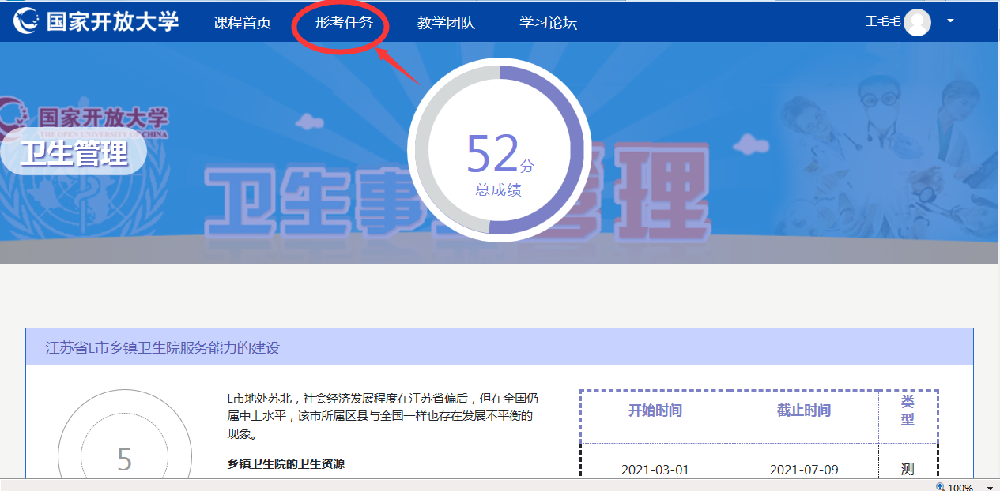 国家开放大学 课程首页 形考任务 教学团队 学习论坛 王毛毛
国家开放大学
THE OPEN UNIVERSITY OF CHINA
卫生管理
卫生事 管理
52分
总成绩
江苏省L市乡镇卫生院服务能力的建设
5
L市地处苏北，社会经济发展程度在江苏省偏后，但在全国仍
属中上水平，该市所属区县与全国一样也存在发展不平衡的
现象。
乡镇卫生院的卫生资源
开始时间 截止时间 类
型
2021-03-01 2021-07-09 测
100%